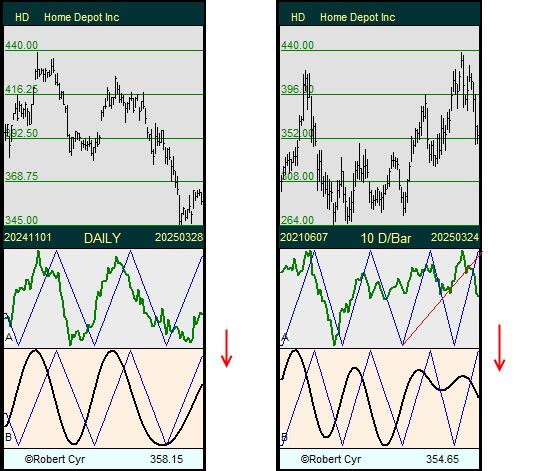 HD Home Depot Inc
440.00
416.25
392.50
368.75
345.00
20241101 DAILY 20250328
A
B
©Robert Cyr 358.15
HD Home Depot Inc
440.00
396.00
352.00
308.00
264.00
20210607 10 D/Bar 20250324
A
B
©Robert Cyr 354.65